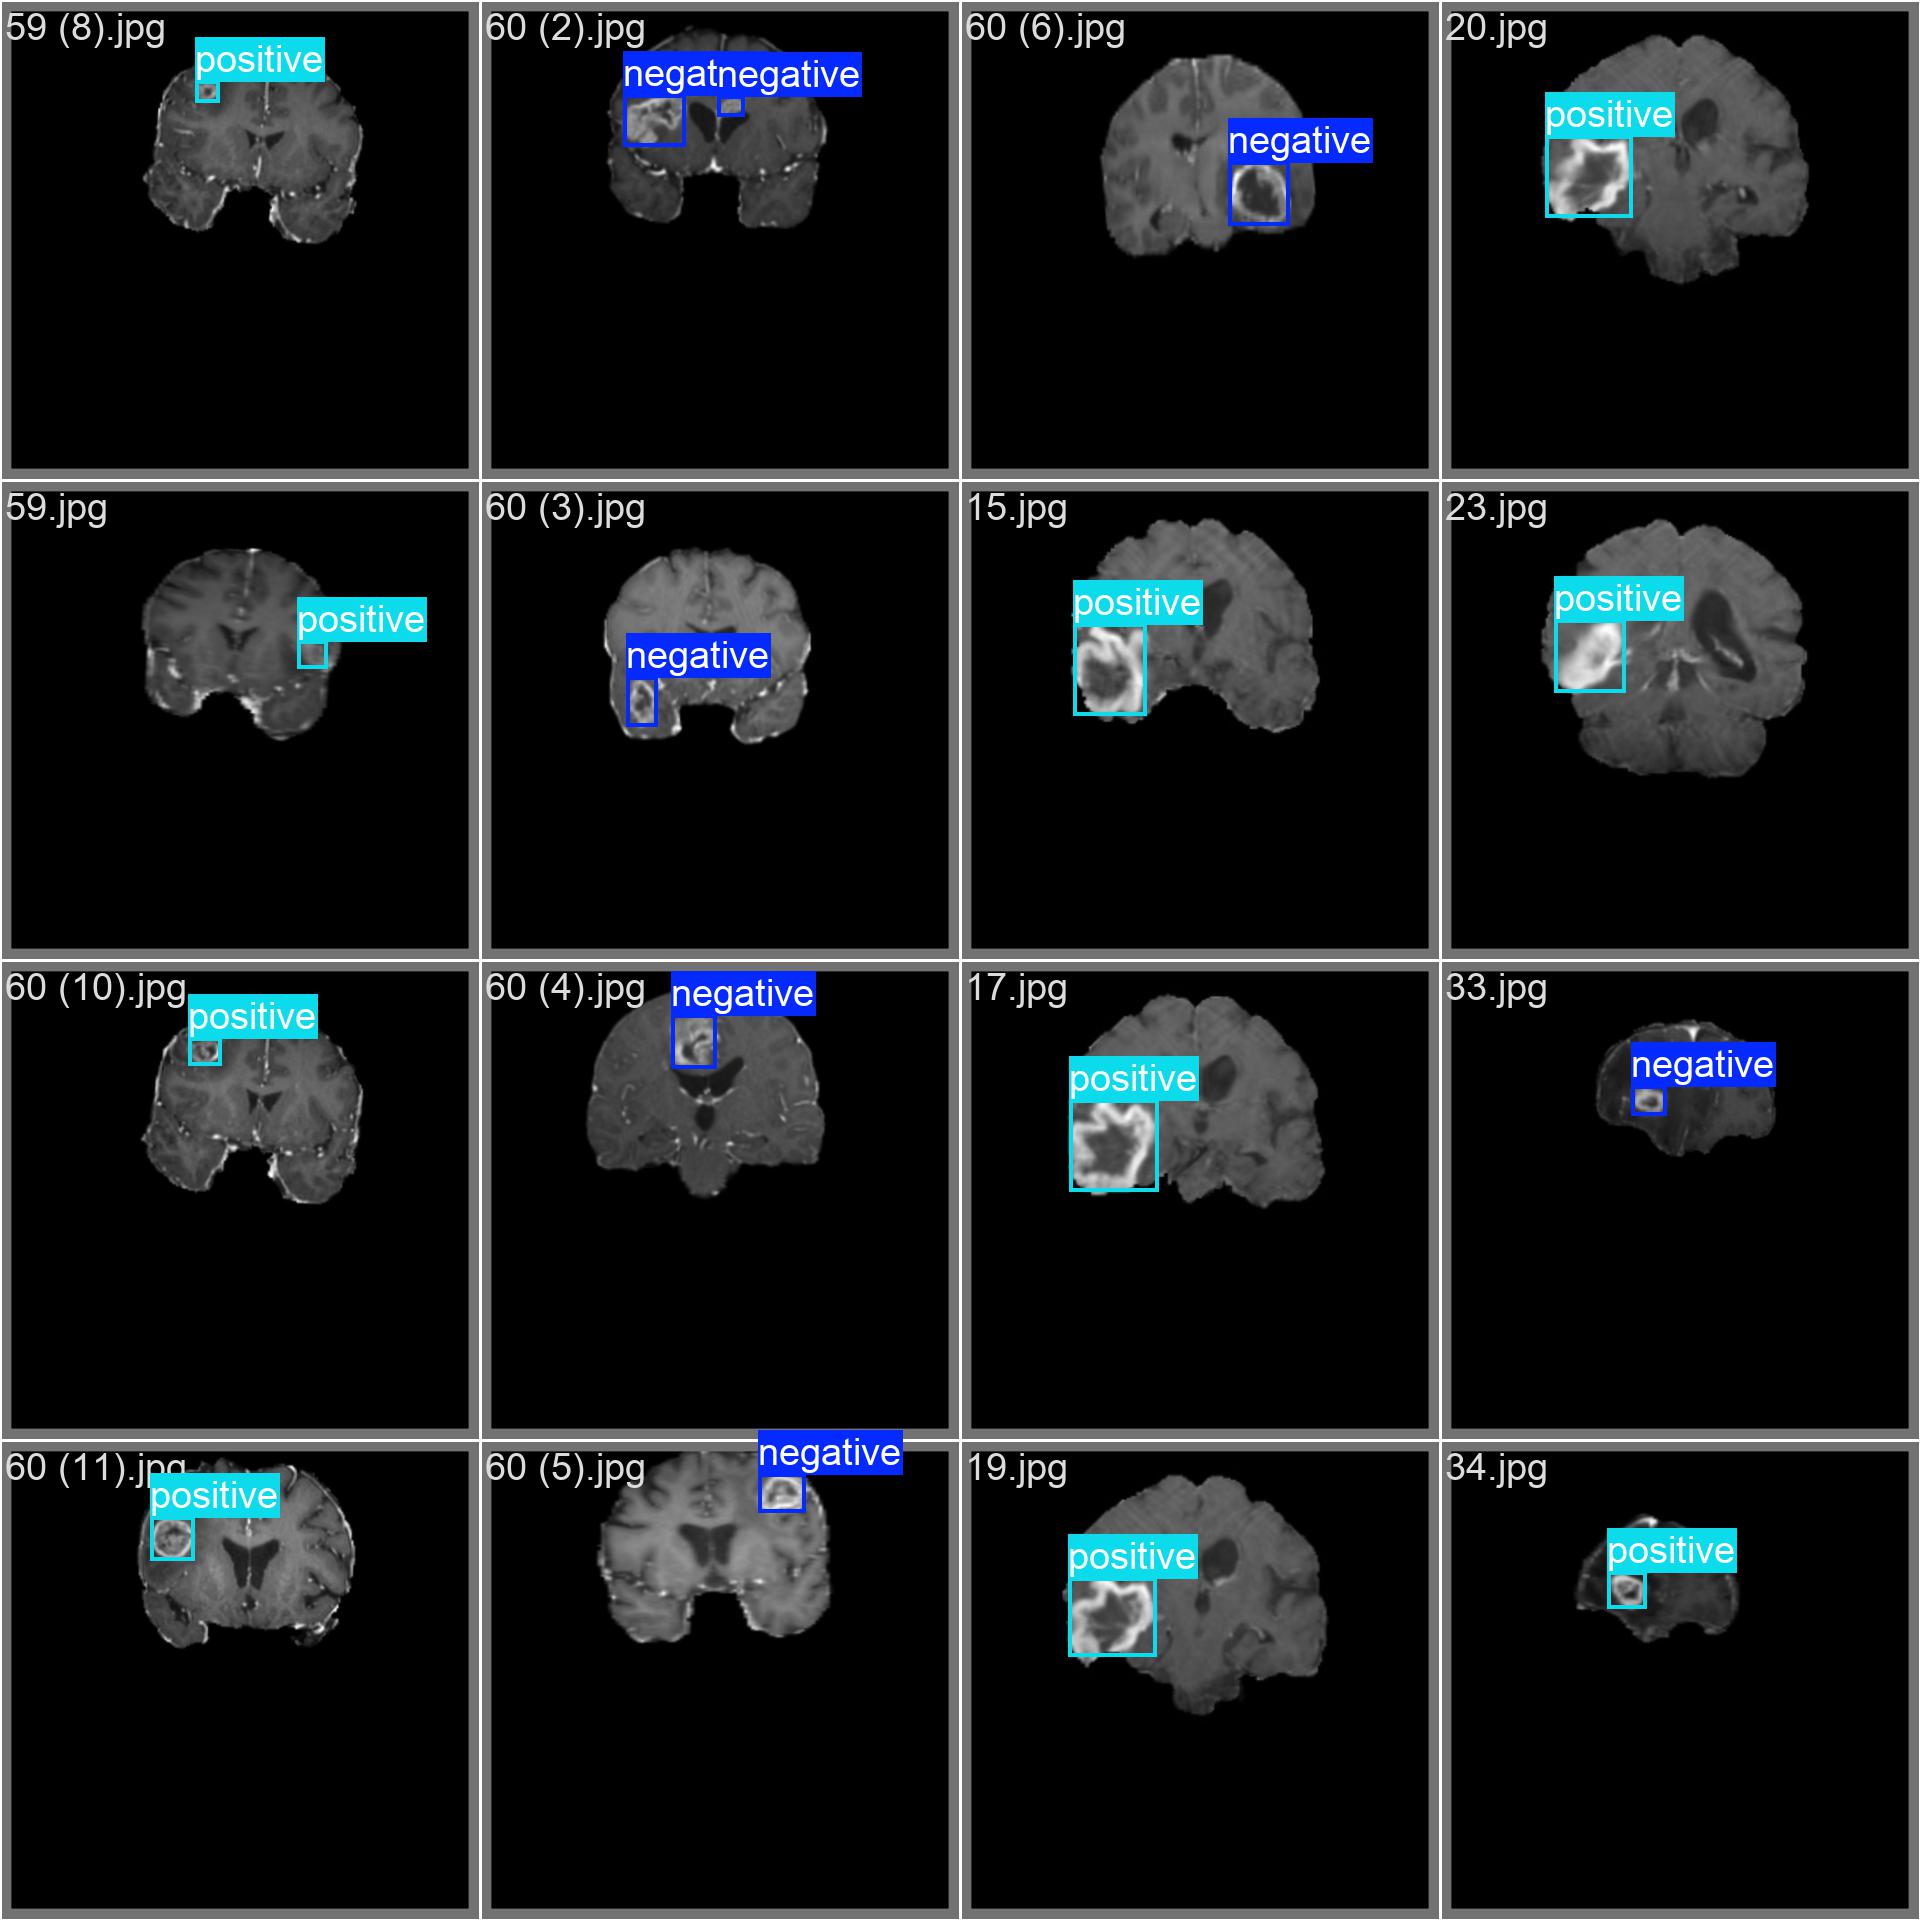 59 (8).jpg
positive
60 (2).jpg
negat
negative
60 (6).jpg
negative
20.jpg
positive
59.jpg
positive
60 (3).jpg
negative
15.jpg
positive
23.jpg
positive
60 (10).jpg
positive
60 (4).jpg
negative
17.jpg
positive
33.jpg
negative
60 (11).jpg
positive
60 (5).jpg
negative
19.jpg
positive
34.jpg
positive